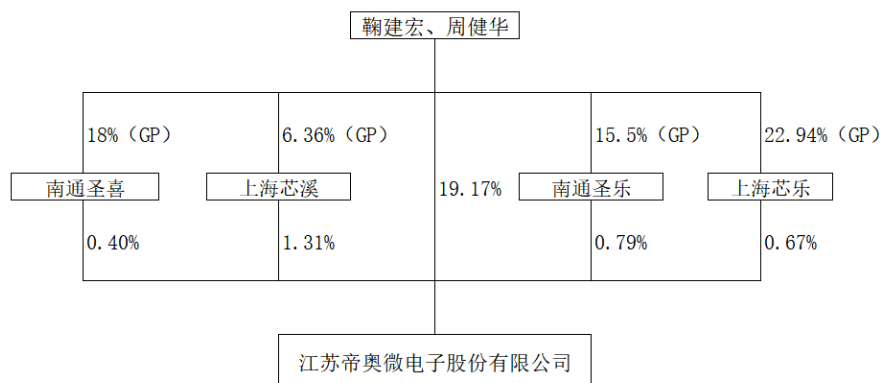 鞠建宏、周健华
18%（GP）
6.36%（GP）
15.5%（GP）
22.94%（GP）
南通圣喜
上海芯溪
19.17%
南通圣乐
上海芯乐
0.40%
1.31%
0.79%
0.67%
江苏帝奥微电子股份有限公司